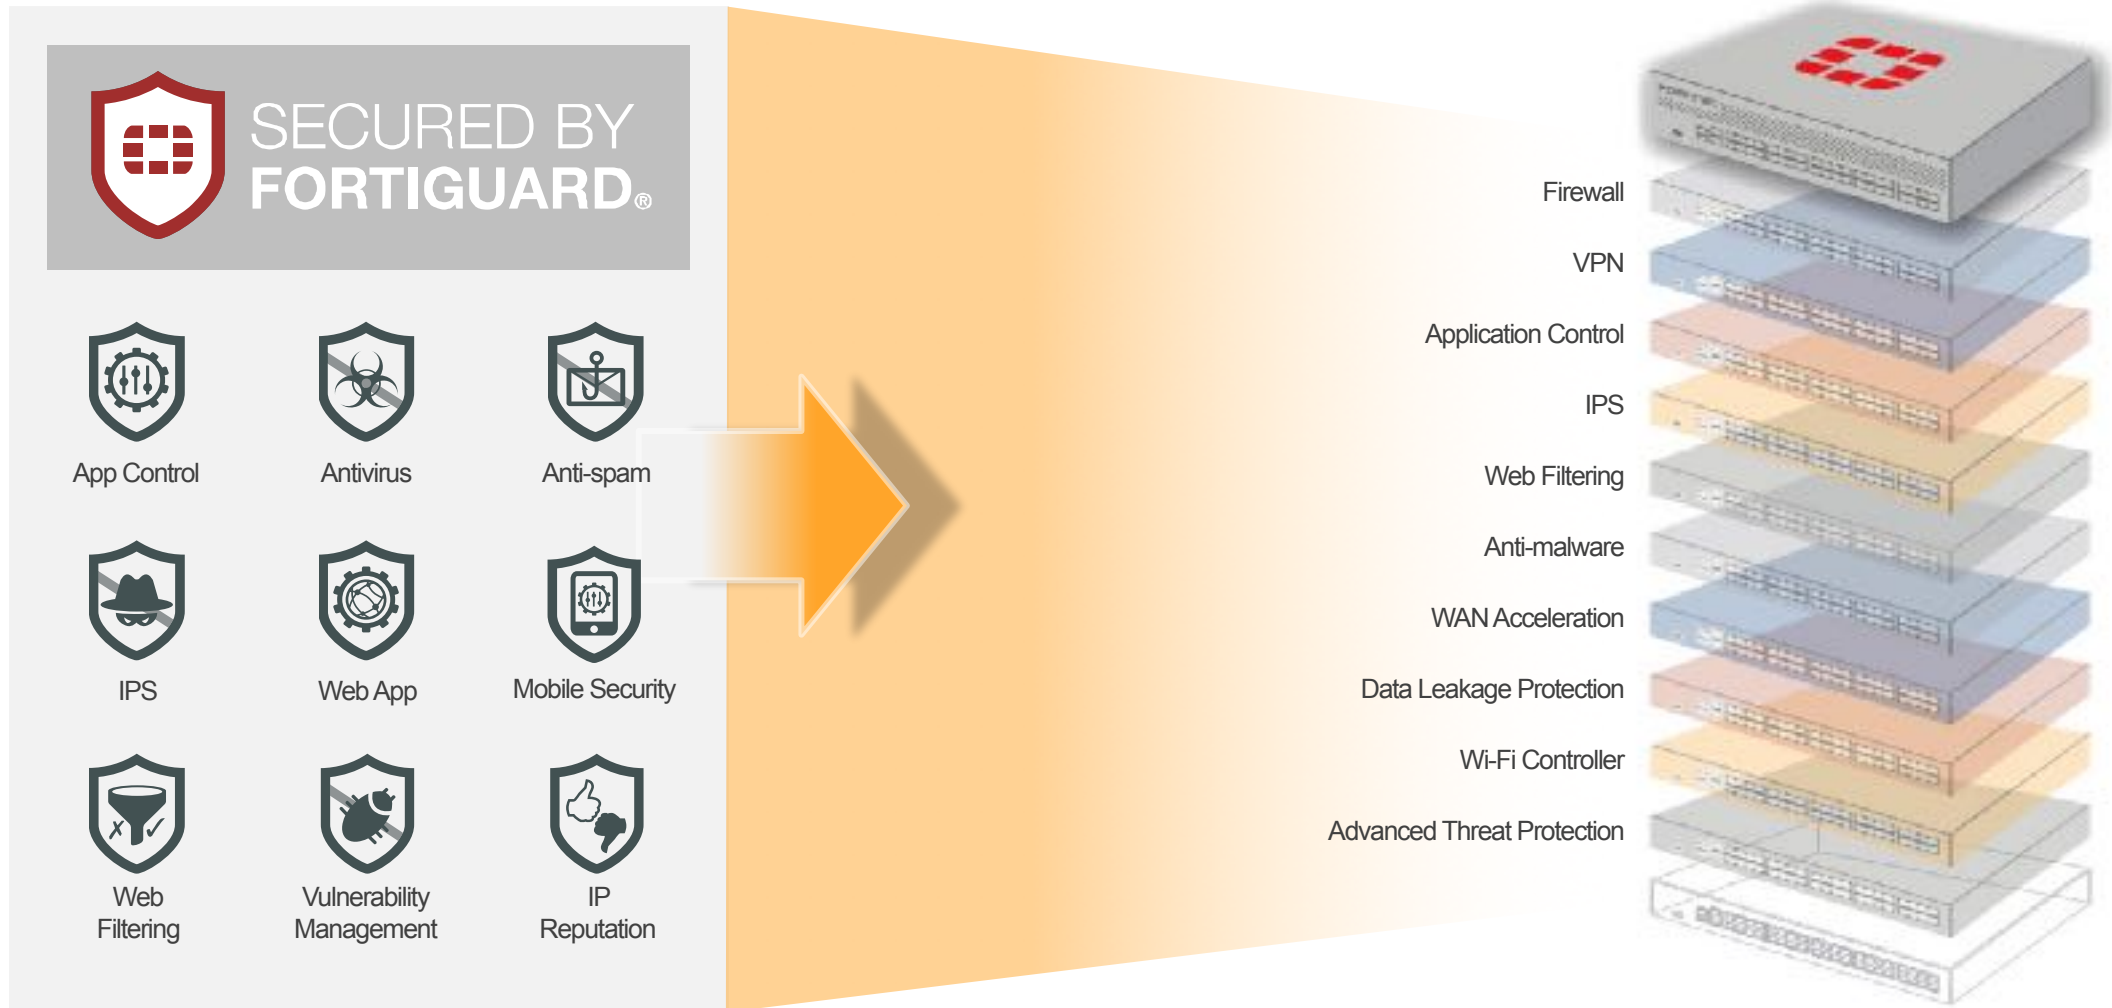 SECURED BY
FORTIGUARD®
App Control
Antivirus
Anti-spam
IPS
Web App
Mobile Security
Web
Filtering
Vulnerability
Management
IP
Reputation
Firewall
VPN
Application Control
IPS
Web Filtering
Anti-malware
WAN Acceleration
Data Leakage Protection
Wi-Fi Controller
Advanced Threat Protection